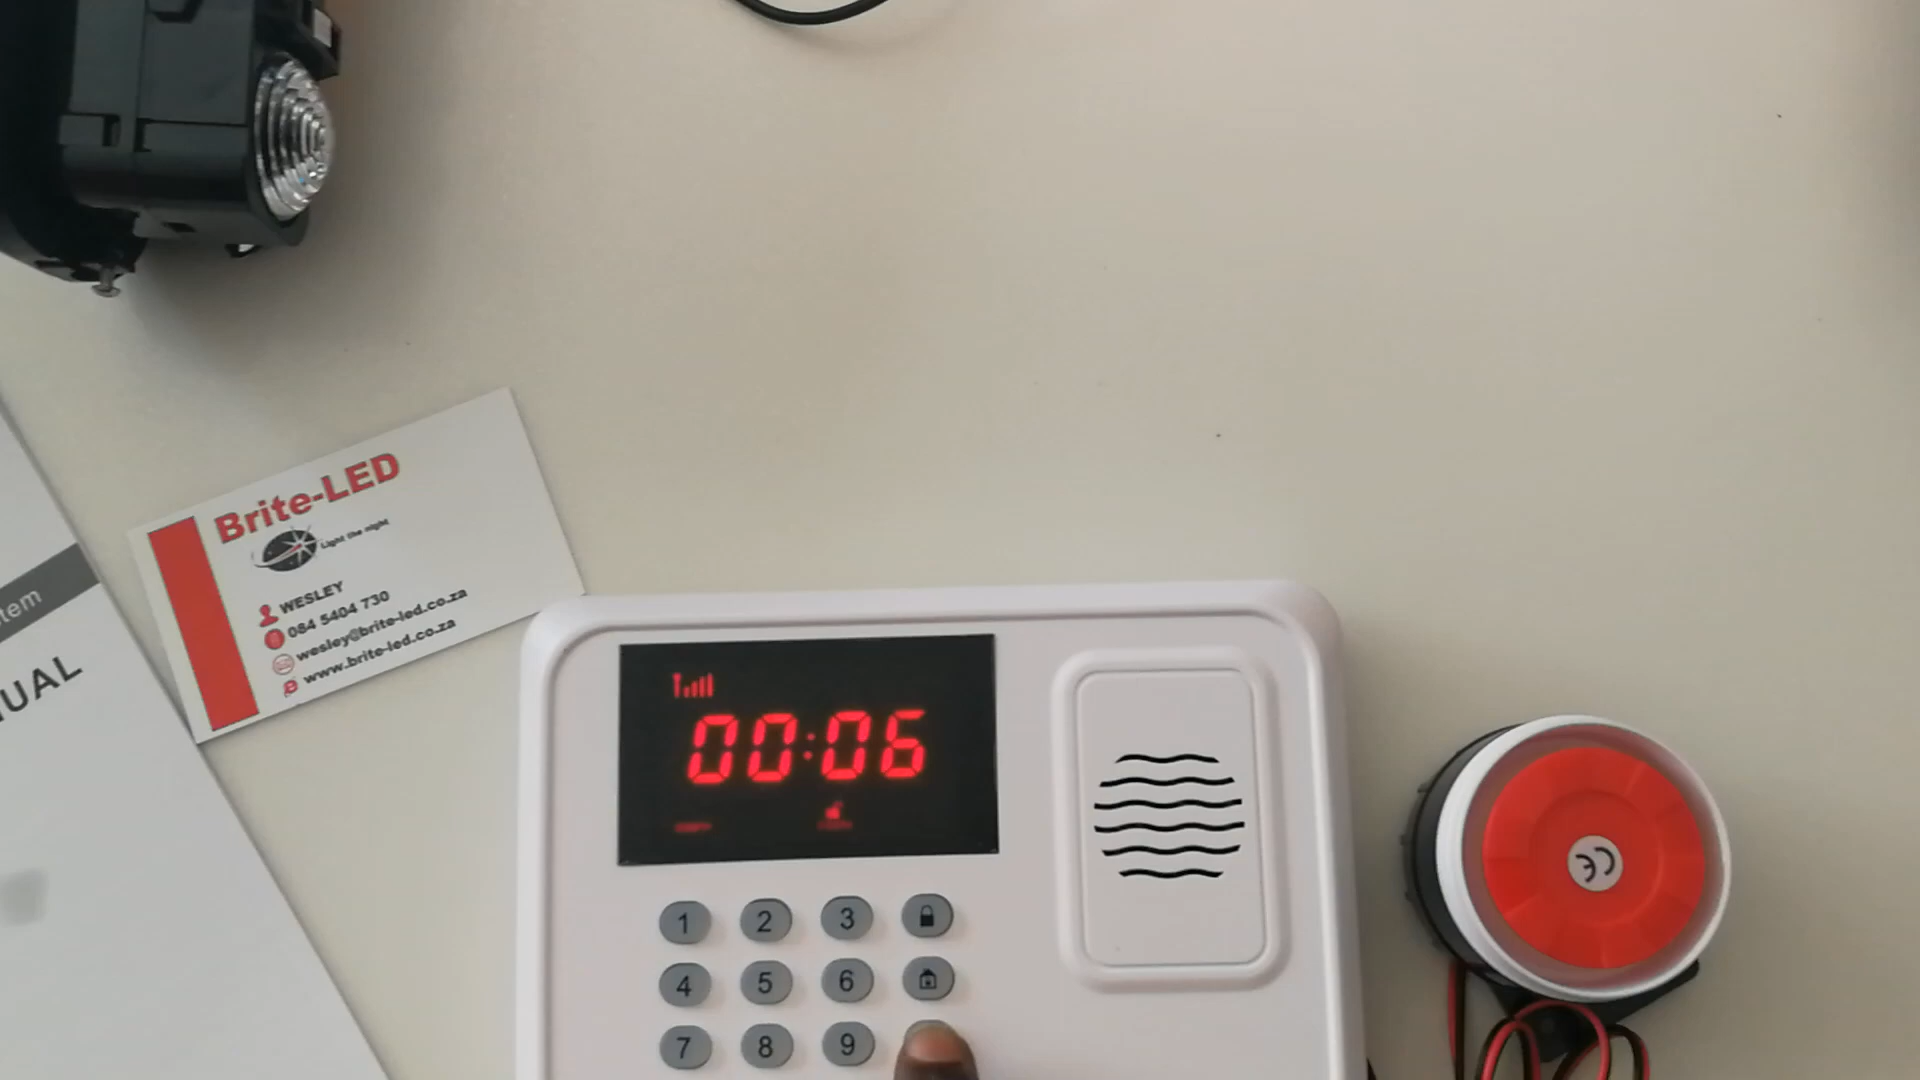 Brite-LED
Light the night
WESLEY
084 5404 730
wesley@brite-led.co.za
www.brite-led.co.za
tem
UAL
00:06
CE
1 2 3
4 5 6
7 8 9